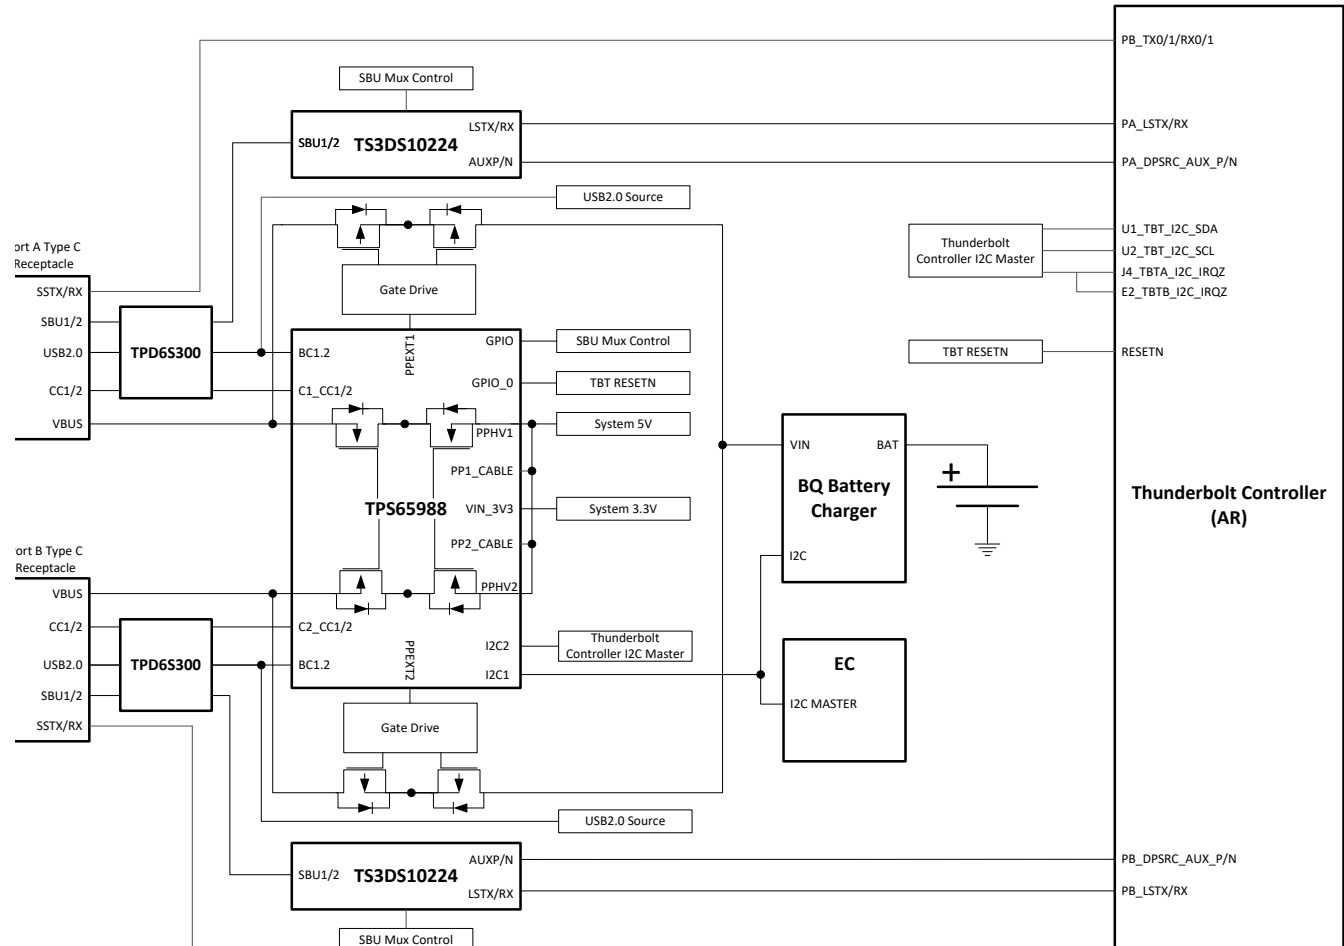 PB_TX0/1/RX0/1
SBU Mux Control
LSTX/RX
SBU1/2
TS3DS10224
AUXP/N
PA_LSTX/RX
PA_DPSRC_AUX_P/N
USB2.0 Source
ort A Type C
Receptacle
SSTX/RX
SBU1/2
USB2.0
CC1/2
VBUS
TPD6S300
Gate Drive
Thunderbolt
Controller I2C Master
U1_TBT_I2C_SDA
U2_TBT_I2C_SCL
J4_TBTA_I2C_IRQZ
E2_TBTB_I2C_IRQZ
PPEXT1
BC1.2
C1_CC1/2
GPIO
SBU Mux Control
GPIO_0
TBT RESETN
TBT RESETN
RESETN
PPHV1
System 5V
PP1_CABLE
TPS65988
VIN_3V3
System 3.3V
PP2_CABLE
PPHV2
VIN
BAT
BQ Battery
Charger
I2C
+
Thunderbolt Controller
(AR)
ort B Type C
Receptacle
VBUS
CC1/2
USB2.0
SBU1/2
SSTX/RX
TPD6S300
C2_CC1/2
BC1.2
PPEXT2
I2C2
Thunderbolt
Controller I2C Master
I2C1
EC
I2C MASTER
Gate Drive
USB2.0 Source
AUXP/N
SBU1/2
TS3DS10224
LSTX/RX
PB_DPSRC_AUX_P/N
PB_LSTX/RX
SBU Mux Control